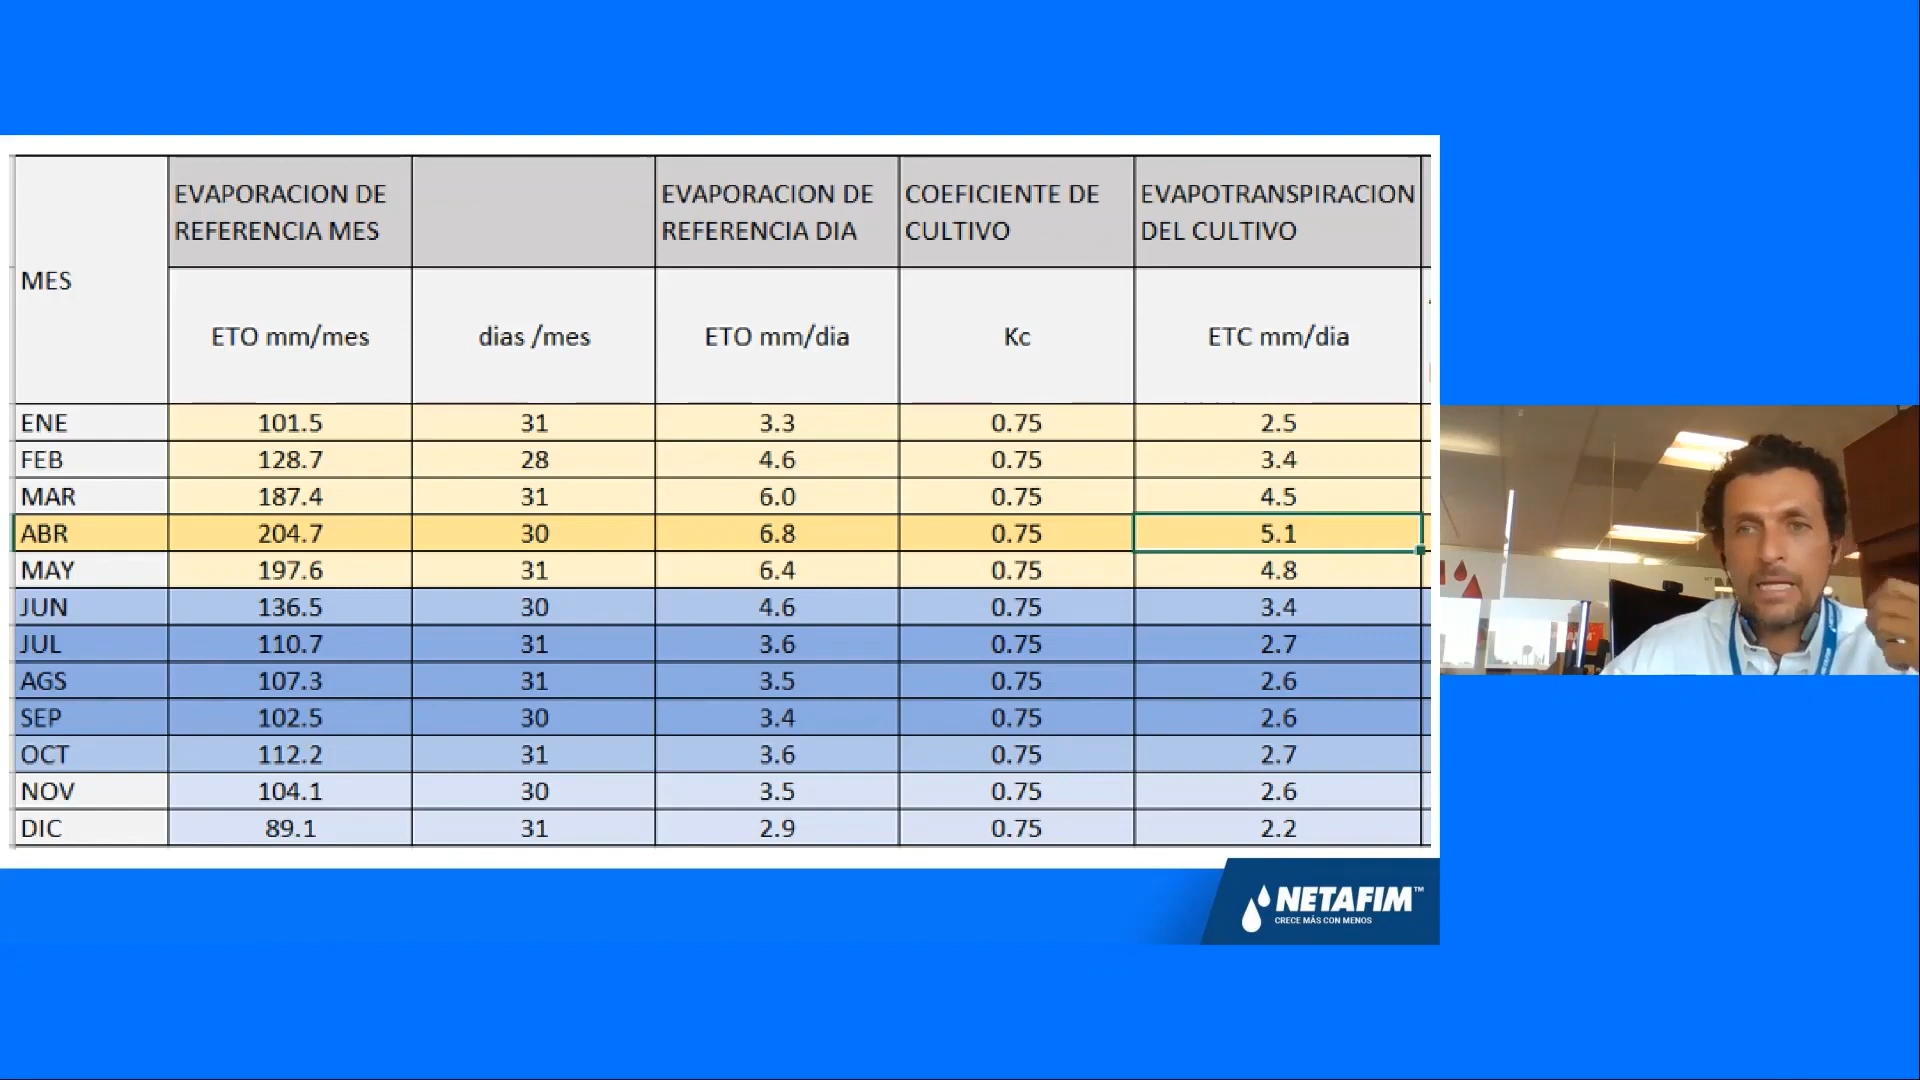 MES
EVAPORACION DE
REFERENCIA MES
EVAPORACION DE
REFERENCIA DIA
COEFICIENTE DE
CULTIVO
EVAPOTRANSPIRACION
DEL CULTIVO
ETO mm/mes
dias /mes
ETO mm/dia
Kc
ETC mm/dia
ENE 101.5 31 3.3 0.75 2.5
FEB 128.7 28 4.6 0.75 3.4
MAR 187.4 31 6.0 0.75 4.5
ABR 204.7 30 6.8 0.75 5.1
MAY 197.6 31 6.4 0.75 4.8
JUN 136.5 30 4.6 0.75 3.4
JUL 110.7 31 3.6 0.75 2.7
AGS 107.3 31 3.5 0.75 2.6
SEP 102.5 30 3.4 0.75 2.6
OCT 112.2 31 3.6 0.75 2.7
NOV 104.1 30 3.5 0.75 2.6
DIC 89.1 31 2.9 0.75 2.2
NETAFIM™
CRECE MÁS CON MENOS